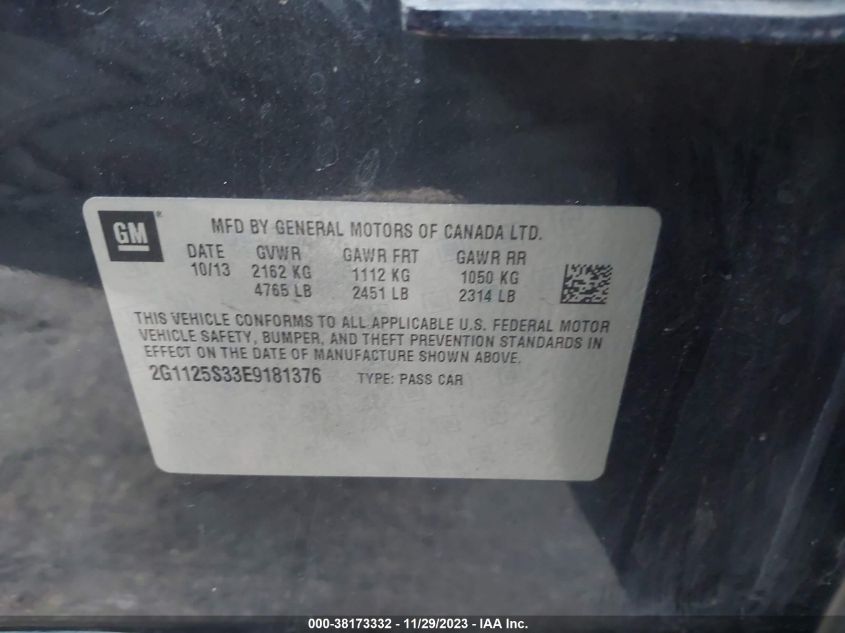 GM ®
MFD BY GENERAL MOTORS OF CANADA LTD.
DATE GVWR GAWR FRT GAWR RR
10/13 2162 KG 1112 KG 1050 KG
4765 LB 2451 LB 2314 LB
THIS VEHICLE CONFORMS TO ALL APPLICABLE U.S. FEDERAL MOTOR
VEHICLE SAFETY, BUMPER, AND THEFT PREVENTION STANDARDS IN
EFFECT ON THE DATE OF MANUFACTURE SHOWN ABOVE.
2G1125S33E9181376 TYPE: PASS CAR
000-38173332 - 11/29/2023 - IAA Inc.